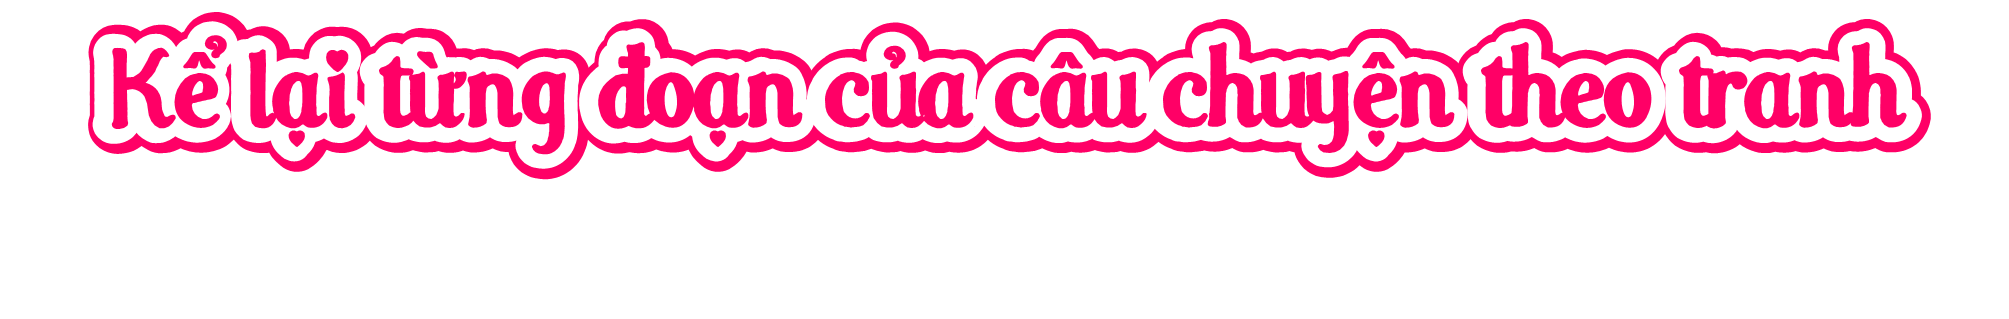 Kể lại từng đoạn của câu chuyện theo tranh